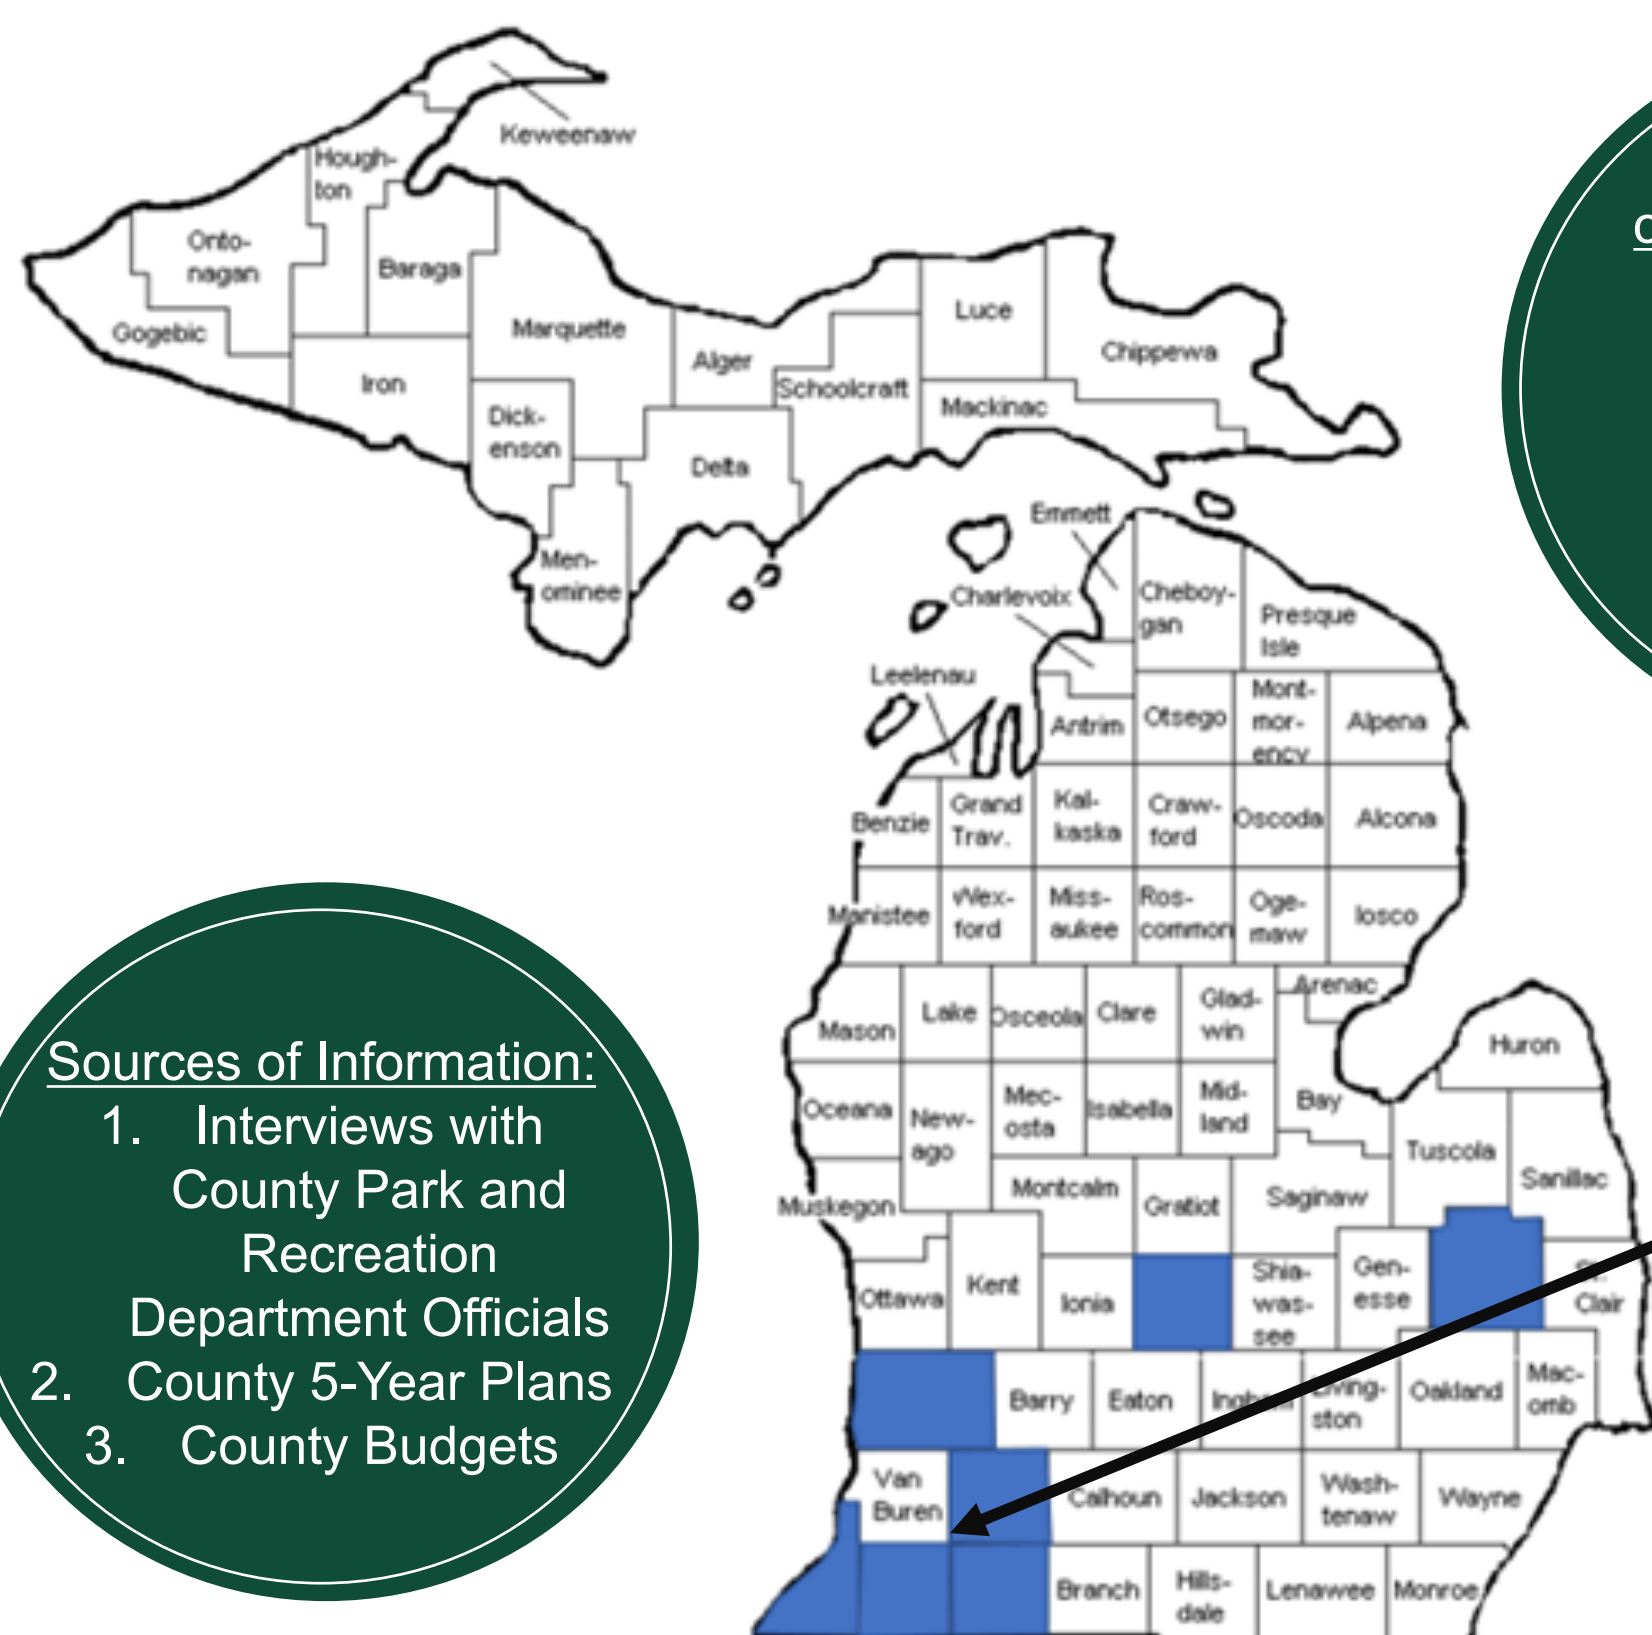 Keweenaw
Hough-
ton
Onto-
nagan
Baraga
Gogebic
Marquette
Iron
Alger
Luce
Chippewa
Schoolcraft
Mackinac
Dick-
enson
Delta
Men-
ominee
Emmett
Charlevoix
Cheboy-
gan
Presque
Isle
Leelenau
Antrim
Otsego
Mont-
mor-
ency
Alpena
Benzie
Grand
Trav.
Kal-
kaska
Craw-
ford
Oscoda
Alcona
Manistee
Wex-
ford
Miss-
aukee
Ros-
common
Oge-
maw
Iosco
Mason
Lake
Osceola
Clare
Glad-
win
Arenac
Huron
Oceana
New-
ago
Mec-
osta
Isabella
Mid-
land
Bay
Tuscola
Sanillac
Muskegon
Montcalm
Gratiot
Saginaw
Ottawa
Kent
Ionia
Shia-
was-
see
Gen-
esse
Clair
Barry
Eaton
Ingham
Living-
ston
Oakland
Mac-
omb
Van
Buren
Calhoun
Jackson
Wash-
tenaw
Wayne
Branch
Hills-
dale
Lenawee
Monroe
Sources of Information:
1. Interviews with
County Park and
Recreation
Department Officials
2. County 5-Year Plans
3. County Budgets